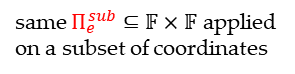 same Π_e^{sub} ⊆ 𝔽 × 𝔽 applied
on a subset of coordinates